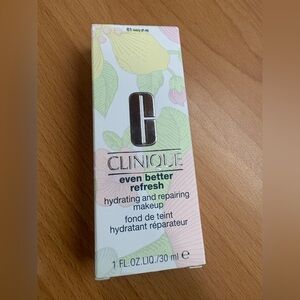 C
CLINIQUE
even better
refresh
hydrating and repairing
makeup
fond de teint
hydratant réparateur
1 FL.OZ.LIQ./30 ml e